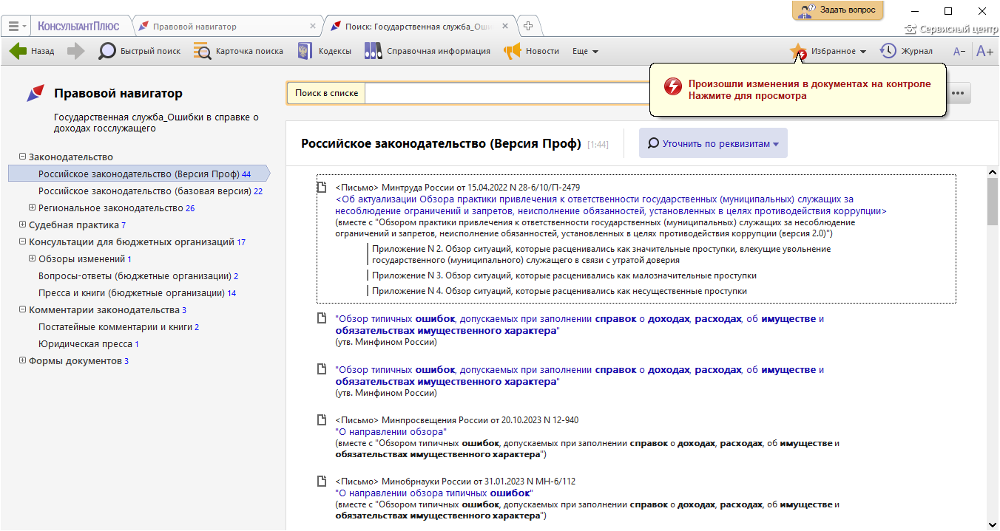 Задать вопрос
КонсультантПлюс
Правовой навигатор
Поиск: Государственная служба_Оши
Сервисный центр
Назад
Быстрый поиск
Карточка поиска
Кодексы
Справочная информация
Новости
Еще
Избранное
Журнал
A−
A+
Произошли изменения в документах на контроле
Нажмите для просмотра
Правовой навигатор
Государственная служба_Ошибки в справке о
доходах госслужащего
Законодательство
Российское законодательство (Версия Проф) 44
Российское законодательство (базовая версия) 22
Региональное законодательство 26
Судебная практика 7
Консультации для бюджетных организаций 17
Обзоры изменений 1
Вопросы-ответы (бюджетные организации) 2
Пресса и книги (бюджетные организации) 14
Комментарии законодательства 3
Постатейные комментарии и книги 2
Юридическая пресса 1
Формы документов 3
Поиск в списке
Российское законодательство (Версия Проф) [1:44]
Уточнить по реквизитам
<Письмо> Минтруда России от 15.04.2022 N 28-6/10/П-2479
<Об актуализации Обзора практики привлечения к ответственности государственных (муниципальных) служащих за
несоблюдение ограничений и запретов, неисполнение обязанностей, установленных в целях противодействия коррупции>
(вместе с "Обзором практики привлечения к ответственности государственных (муниципальных) служащих за несоблюдение
ограничений и запретов, неисполнение обязанностей, установленных в целях противодействия коррупции (версия 2.0)")
Приложение N 2. Обзор ситуаций, которые расценивались как значительные проступки, влекущие увольнение
государственного (муниципального) служащего в связи с утратой доверия
Приложение N 3. Обзор ситуаций, которые расценивались как малозначительные проступки
Приложение N 4. Обзор ситуаций, которые расценивались как несущественные проступки
"Обзор типичных ошибок, допускаемых при заполнении справок о доходах, расходах, об имуществе и
обязательствах имущественного характера"
(утв. Минфином России)
"Обзор типичных ошибок, допускаемых при заполнении справок о доходах, расходах, об имуществе и
обязательствах имущественного характера"
(утв. Минфином России)
<Письмо> Минпросвещения России от 20.10.2023 N 12-940
"О направлении обзора"
(вместе с "Обзором типичных ошибок, допускаемых при заполнении справок о доходах, расходах, об имуществе и
обязательствах имущественного характера")
<Письмо> Минобрнауки России от 31.01.2023 N МН-6/112
"О направлении обзора типичных ошибок"
(вместе с "Обзором типичных ошибок, допускаемых при заполнении справок о доходах, расходах, об имуществе и
обязательствах имущественного характера")